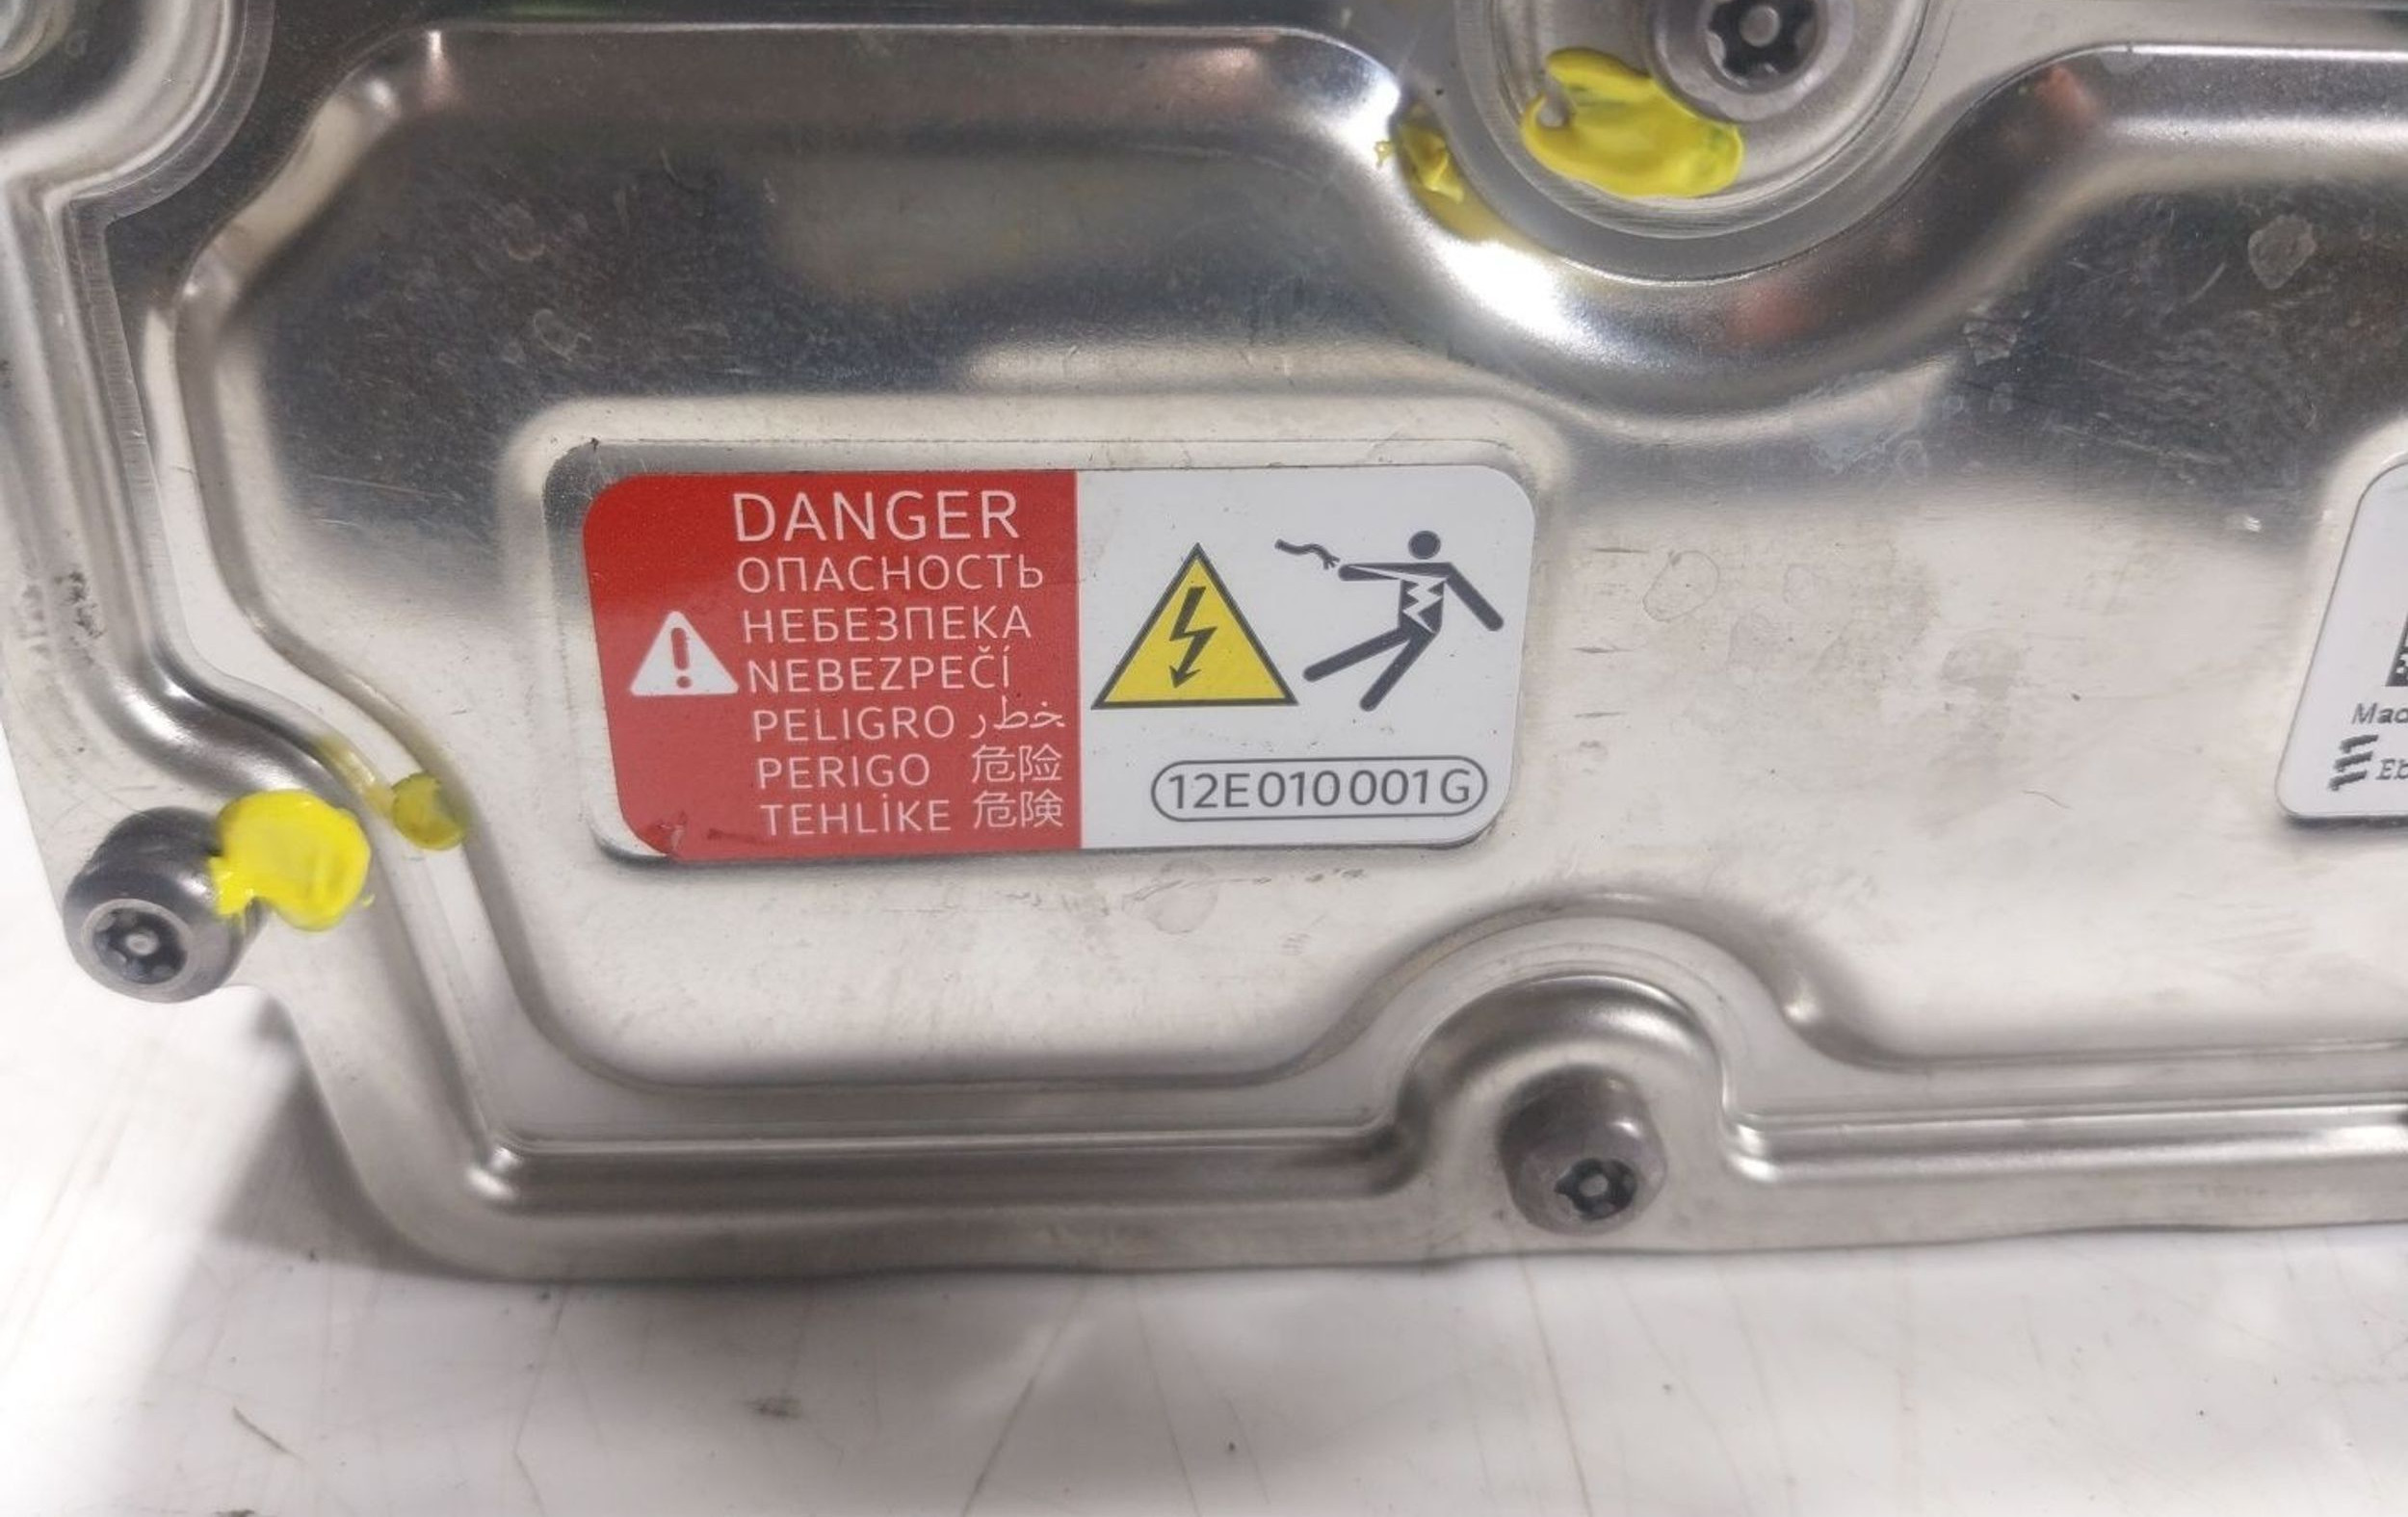 DANGER
ОПАСНОСТЬ
НЕБЕЗПЕКА
NEBEZPEČÍ
PELIGRO خطر
PERIGO 危险
TEHLİKE 危険
12E010001G